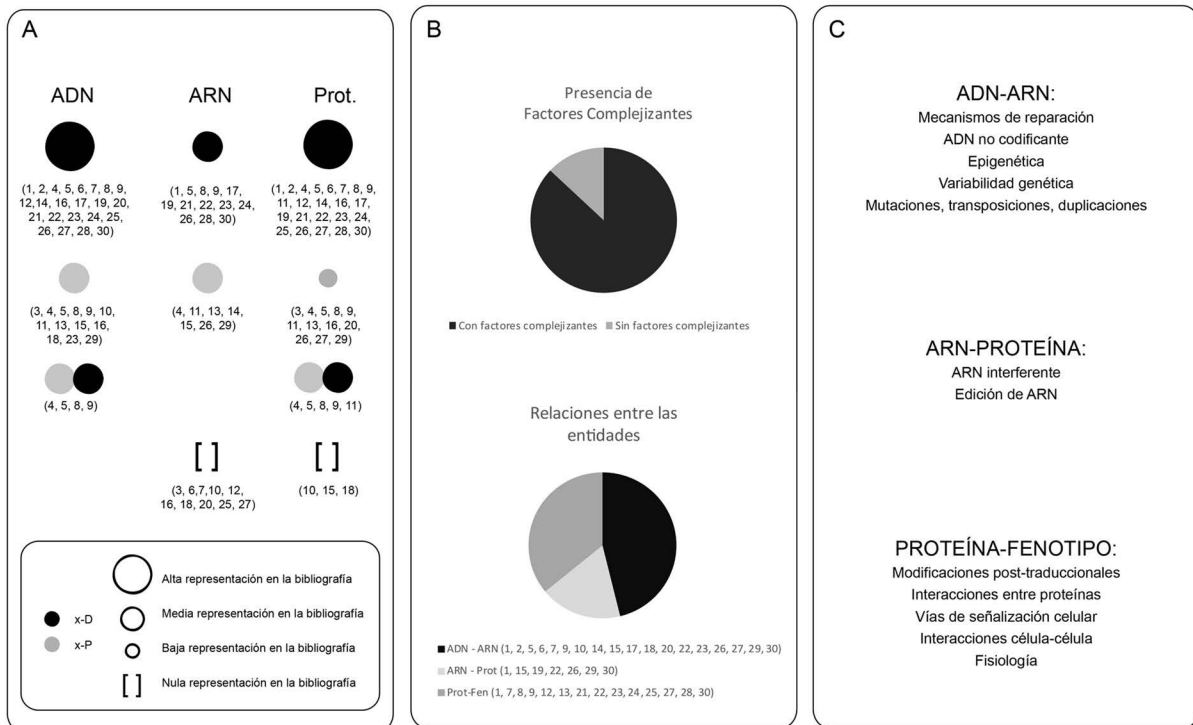 A
ADN
ARN
Prot.
(1, 2, 4, 5, 6, 7, 8, 9,
12,14, 16, 17, 19, 20,
21, 22, 23, 24, 25,
26, 27, 28, 30)
(1, 5, 8, 9, 17,
19, 21, 22, 23, 24,
26, 28, 30)
(1, 2, 4, 5, 6, 7, 8, 9,
11, 12, 14, 16, 17,
19, 21, 22, 23, 24,
25, 26, 27, 28, 30)
(3, 4, 5, 8, 9, 10,
11, 13, 15, 16,
18, 23, 29)
(4, 11, 13, 14,
15, 26, 29)
(3, 4, 5, 8, 9,
11, 13, 16, 20,
26, 27, 29)
(4, 5, 8, 9)
(4, 5, 8, 9, 11)
[ ]
[ ]
(3, 6,7,10, 12,
16, 18, 20, 25, 27)
(10, 15, 18)
x-D
x-P
Alta representación en la bibliografía
Media representación en la bibliografía
Baja representación en la bibliografía
[ ] Nula representación en la bibliografía
B
Presencia de
Factores Complejizantes
Con factores complejizantes
Sin factores complejizantes
Relaciones entre las
entidades
ADN - ARN (1, 2, 5, 6, 7, 9, 10, 14, 15, 17, 18, 20, 22, 23, 26, 27, 29, 30)
ARN - Prot (1, 15, 19, 22, 26, 29, 30)
Prot-Fen (1, 7, 8, 9, 12, 13, 21, 22, 23, 24, 25, 27, 28, 30)
C
ADN-ARN:
Mecanismos de reparación
ADN no codificante
Epigenética
Variabilidad genética
Mutaciones, transposiciones, duplicaciones
ARN-PROTEÍNA:
ARN interferente
Edición de ARN
PROTEÍNA-FENOTIPO:
Modificaciones post-traduccionales
Interacciones entre proteínas
Vías de señalización celular
Interacciones célula-célula
Fisiología